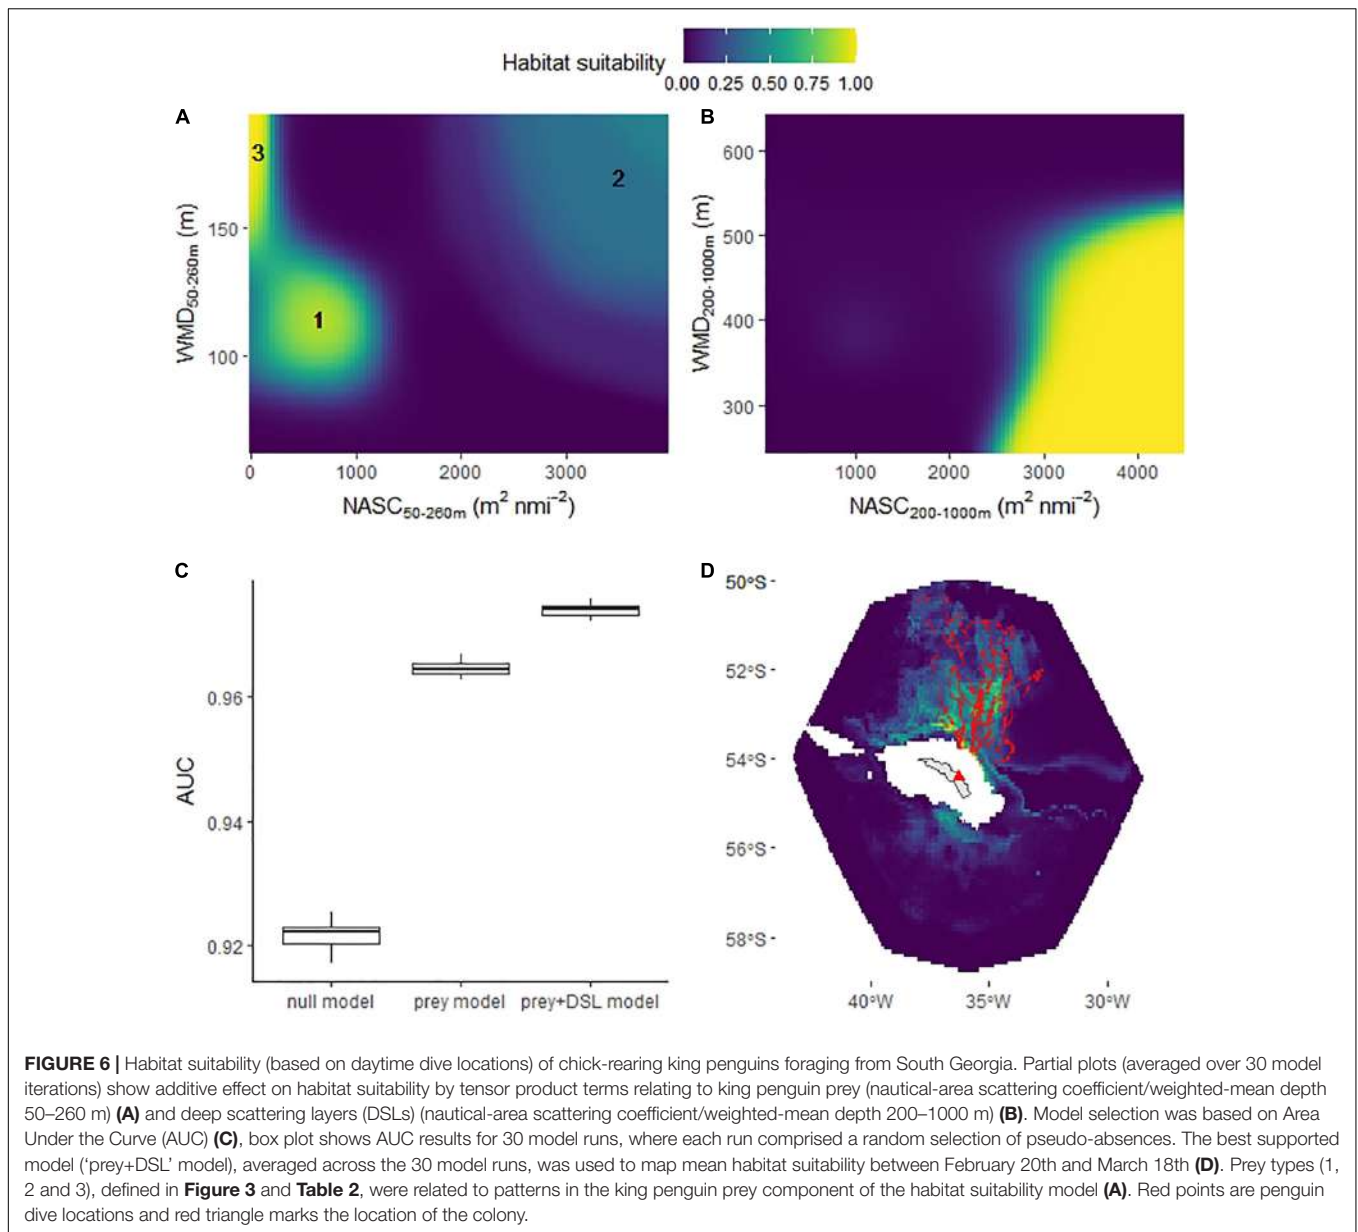 Habitat suitability
0.00 0.25 0.50 0.75 1.00
A
3
2
1
150
100
WMD50-260m (m)
0 1000 2000 3000
NASC50-260m (m² nmi⁻²)
B
600
500
400
300
WMD200-1000m (m)
1000 2000 3000 4000
NASC200-1000m (m² nmi⁻²)
C
0.96
0.94
0.92
AUC
null model prey model prey+DSL model
D
50°S
52°S
54°S
56°S
58°S
40°W 35°W 30°W
FIGURE 6 | Habitat suitability (based on daytime dive locations) of chick-rearing king penguins foraging from South Georgia. Partial plots (averaged over 30 model
iterations) show additive effect on habitat suitability by tensor product terms relating to king penguin prey (nautical-area scattering coefficient/weighted-mean depth
50–260 m) (A) and deep scattering layers (DSLs) (nautical-area scattering coefficient/weighted-mean depth 200–1000 m) (B). Model selection was based on Area
Under the Curve (AUC) (C), box plot shows AUC results for 30 model runs, where each run comprised a random selection of pseudo-absences. The best supported
model (‘prey+DSL’ model), averaged across the 30 model runs, was used to map mean habitat suitability between February 20th and March 18th (D). Prey types (1,
2 and 3), defined in Figure 3 and Table 2, were related to patterns in the king penguin prey component of the habitat suitability model (A). Red points are penguin
dive locations and red triangle marks the location of the colony.